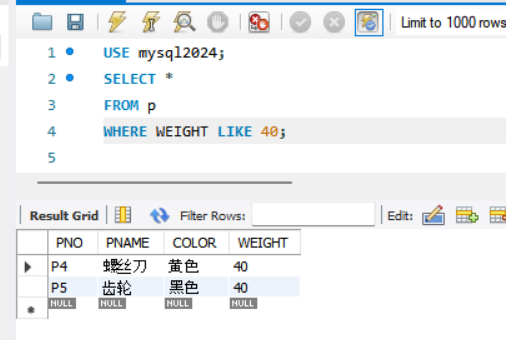 Limit to 1000 rows
1 USE mysql2024;
2 SELECT *
3 FROM p
4 WHERE WEIGHT LIKE 40;
5
Result Grid Filter Rows: Edit:
PNO PNAME COLOR WEIGHT
P4 螺丝刀 黄色 40
P5 齿轮 黑色 40
NULL NULL NULL NULL